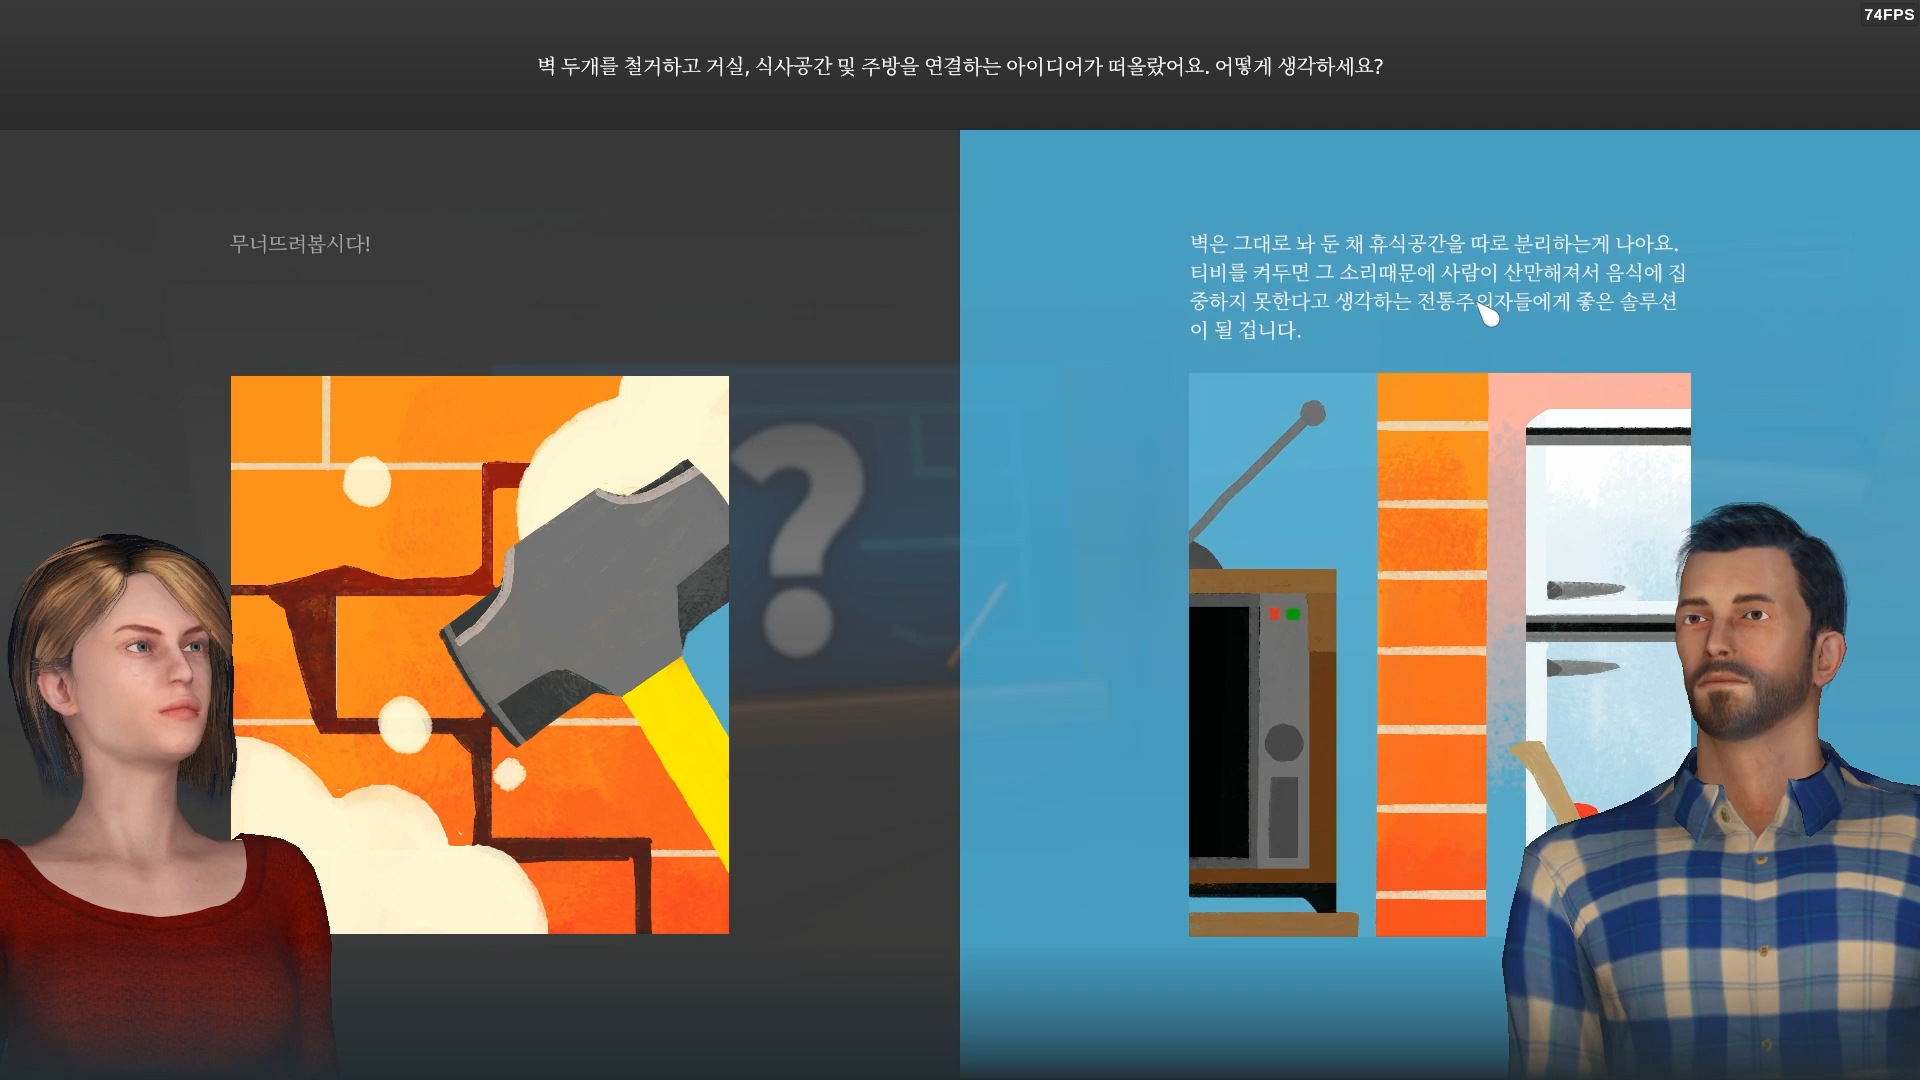 74FPS
벽 두개를 철거하고 거실, 식사공간 및 주방을 연결하는 아이디어가 떠올랐어요. 어떻게 생각하세요?
무너뜨려봅시다!
벽은 그대로 놔 둔 채 휴식공간을 따로 분리하는게 나아요.
티비를 켜두면 그 소리때문에 사람이 산만해져서 음식에 집
중하지 못한다고 생각하는 전통주의자들에게 좋은 솔루션
이 될 겁니다.
?